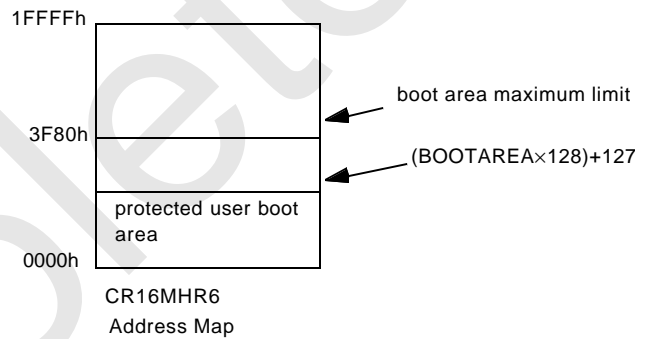 1FFFFh
boot area maximum limit
3F80h
(BOOTAREA×128)+127
protected user boot
area
0000h
CR16MHR6
Address Map